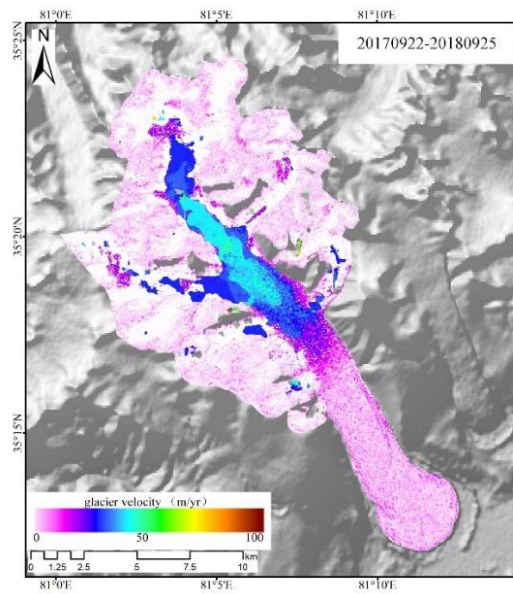 81°0′E 81°5′E 81°10′E
35°25′N
N
20170922-20180925
35°20′N
35°15′N
glacier velocity （m/yr）
0 50 100
0 1.25 2.5 5 7.5 10
km
81°0′E 81°5′E 81°10′E